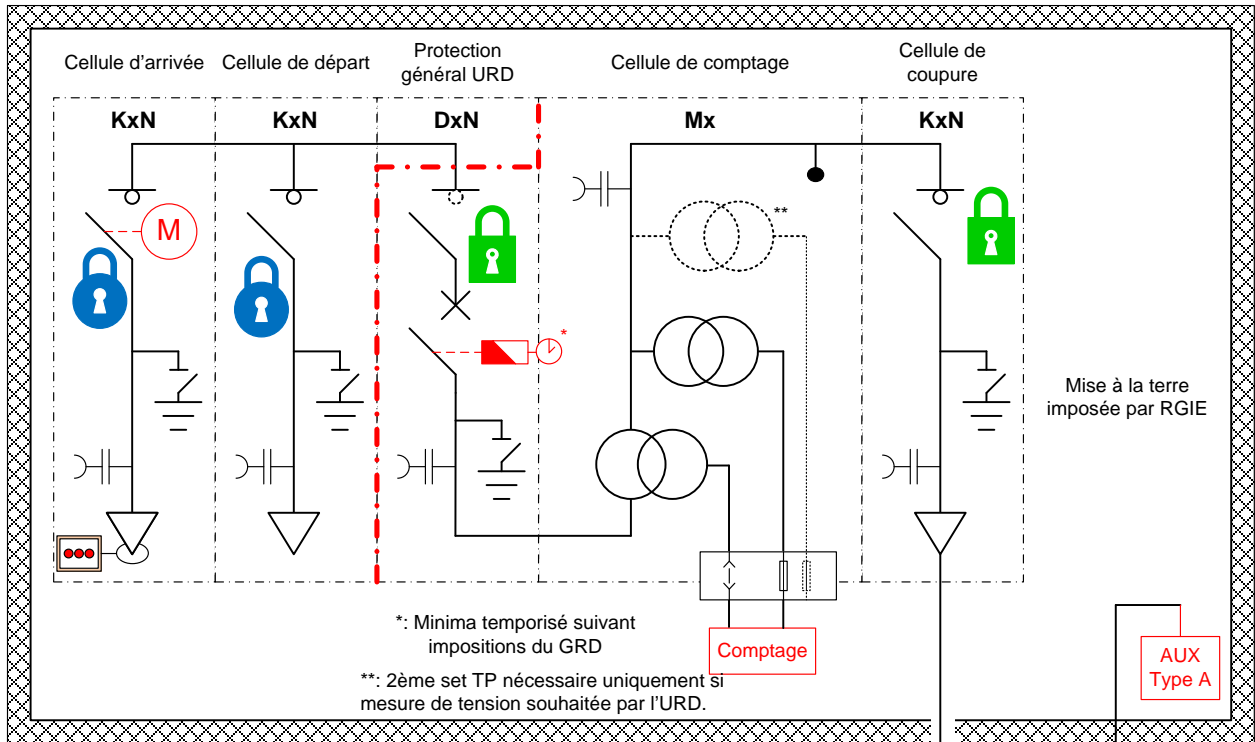 Cellule d'arrivée
Cellule de départ
Protection
général URD
Cellule de comptage
Cellule de
coupure
KxN
KxN
DxN
Mx
KxN
M
**
*
Mise à la terre
imposée par RGIE
*: Minima temporisé suivant
impositions du GRD
Comptage
**: 2ème set TP nécessaire uniquement si
mesure de tension souhaitée par l'URD.
AUX
Type A